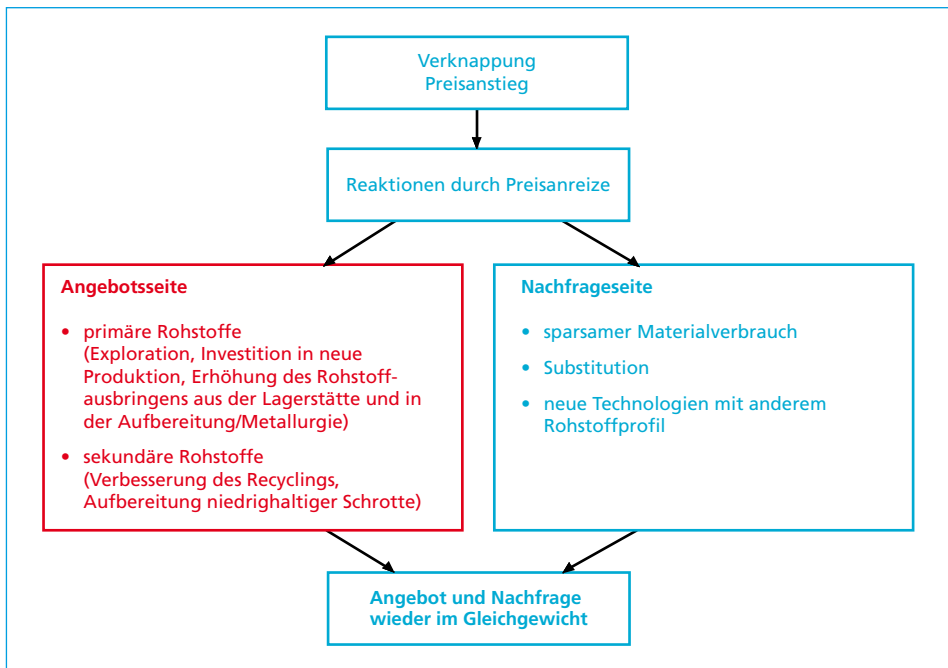 Verknappung
Preisanstieg
Reaktionen durch Preisanreize
Angebotsseite
• primäre Rohstoffe
(Exploration, Investition in neue
Produktion, Erhöhung des Rohstoff-
ausbringens aus der Lagerstätte und in
der Aufbereitung/Metallurgie)
• sekundäre Rohstoffe
(Verbesserung des Recyclings,
Aufbereitung niedrighaltiger Schrotte)
Nachfrageseite
• sparsamer Materialverbrauch
• Substitution
• neue Technologien mit anderem
Rohstoffprofil
Angebot und Nachfrage
wieder im Gleichgewicht